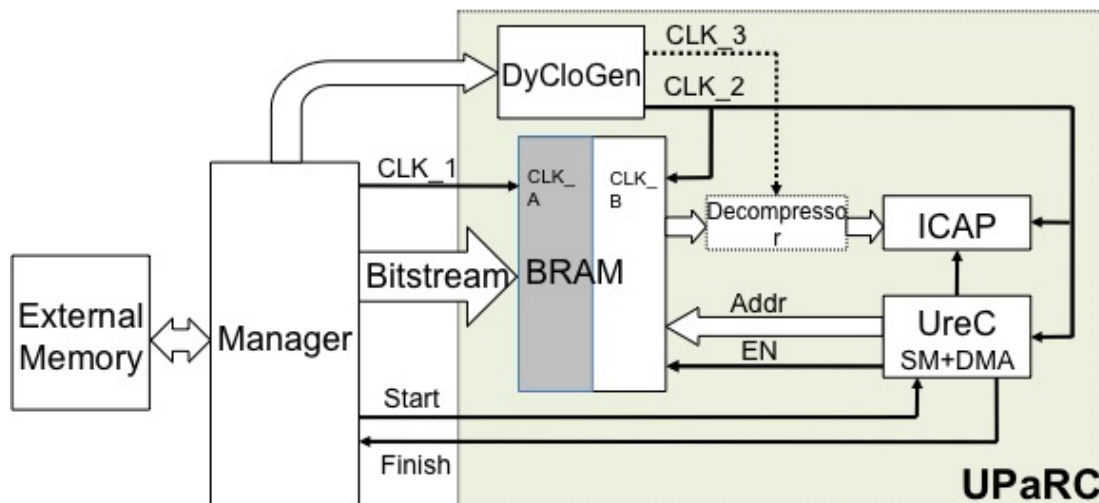 CLK_3
DyCloGen
CLK_2
CLK_1
CLK_
A
CLK_
B
Decompresso
r
ICAP
Bitstream
BRAM
External
Memory
Manager
Addr
UreC
EN
SM+DMA
Start
Finish
UPaRC